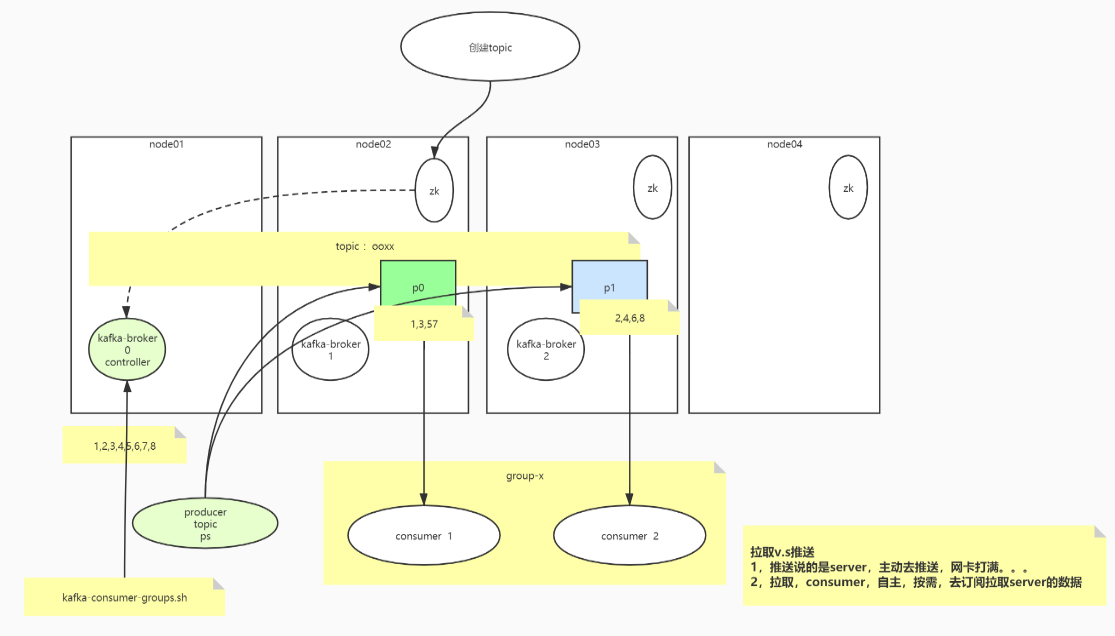 创建topic
node01
node02
node03
node04
zk
zk
zk
topic： ooxx
p0
p1
1,3,57
2,4,6,8
kafka-broker
0
controller
kafka-broker
1
kafka-broker
2
1,2,3,4,5,6,7,8
group-x
producer
topic
ps
consumer 1
consumer 2
kafka-consumer-groups.sh
拉取v.s推送
1，推送说的是server，主动去推送，网卡打满。。。
2，拉取，consumer，自主，按需，去订阅拉取server的数据